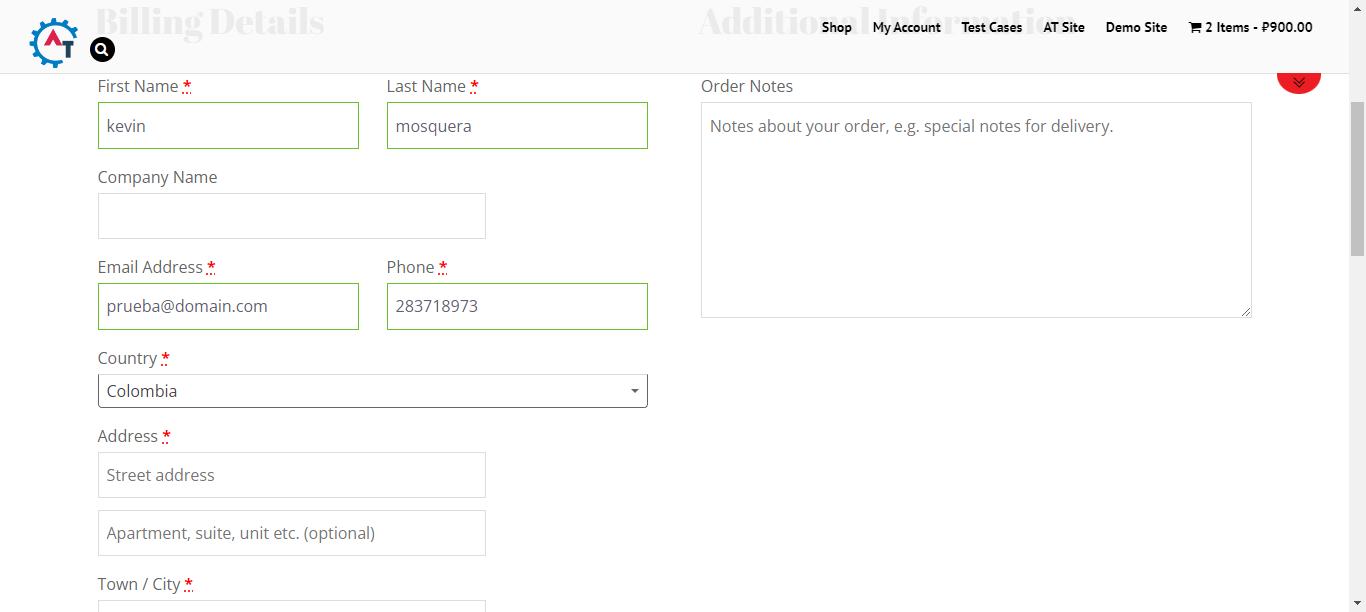 Billing Details
Additional Information
AT
Shop
My Account
Test Cases
AT Site
Demo Site
2 Items - ₽900.00
First Name *
Last Name *
kevin
mosquera
Company Name
Email Address *
Phone *
prueba@domain.com
283718973
Country *
Colombia
Address *
Street address
Apartment, suite, unit etc. (optional)
Town / City *
Order Notes
Notes about your order, e.g. special notes for delivery.